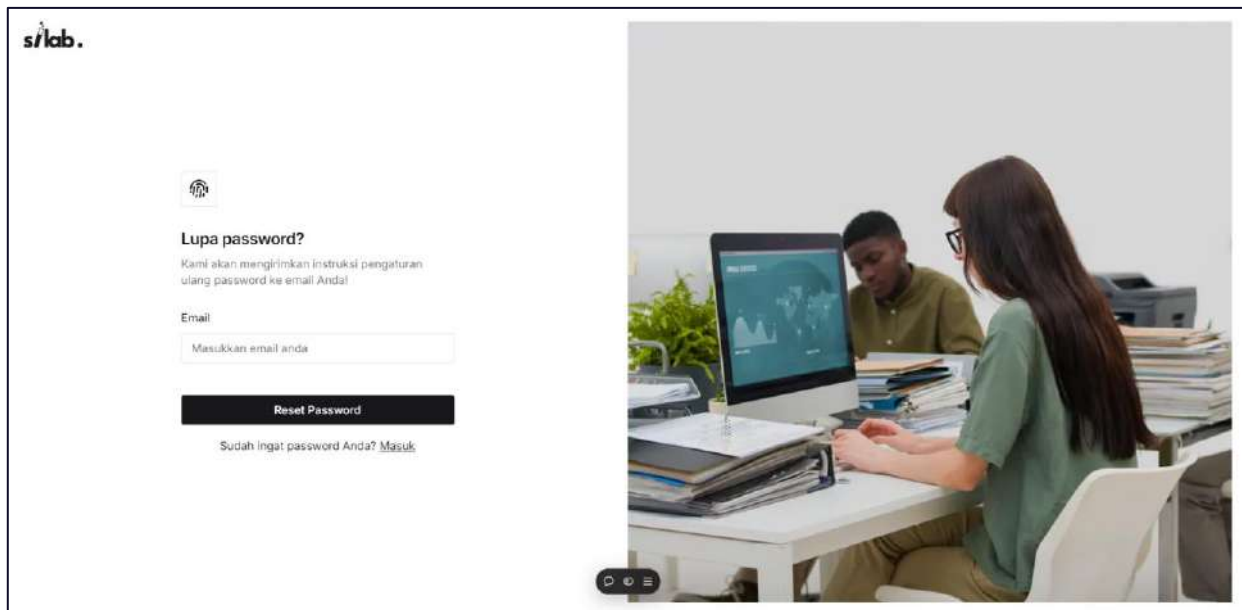 silab.
Lupa password?
Kami akan mengirimkan instruksi pengaturan
ulang password ke email Anda!
Email
Masukkan email anda
Reset Password
Sudah ingat password Anda? Masuk